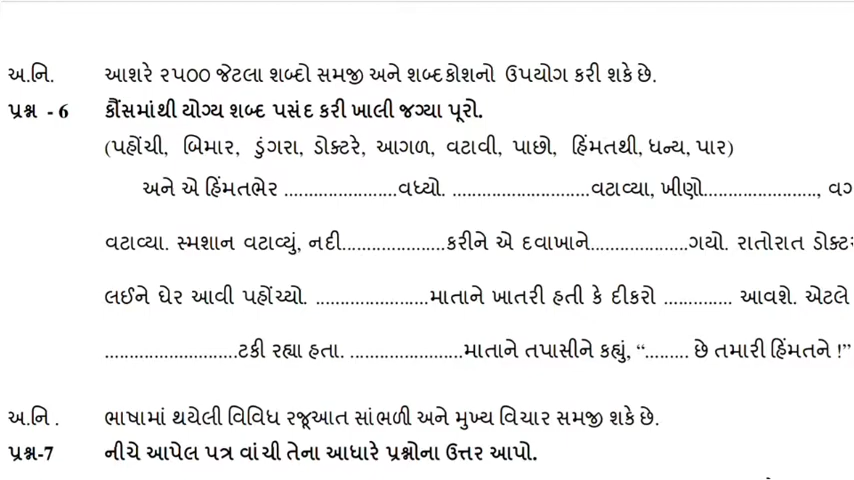 અ.નિ. આશરે ૨૫૦૦ જેટલા શબ્દો સમજી અને શબ્દકોશનો ઉપયોગ કરી શકે છે.
પ્રશ્ન - 6 કૌંસમાંથી યોગ્ય શબ્દ પસંદ કરી ખાલી જગ્યા પૂરો.
(પહોંચી, બિમાર, ડુંગરા, ડોક્ટરે, આગળ, વટાવી, પાછો, હિંમતથી, ધન્ય, પાર)
અને એ હિંમતભેર .......................વધ્યો. ............................વટાવ્યા, ખીણો......................., 
વટાવ્યા. સ્મશાન વટાવ્યું, નદી.....................કરીને એ દવાખાને....................ગયો. રાતોરાત
લઈને ઘેર આવી પહોંચ્યો. .......................માતાને ખાતરી હતી કે દીકરો .............. આવશે. એટલે
...........................ટકી રહ્યા હતા. .......................માતાને તપાસીને કહ્યું, “......... છે તમારી હિંમતને !”
અ.નિ. ભાષામાં થયેલી વિવિધ રજૂઆત સાંભળી અને મુખ્ય વિચાર સમજી શકે છે.
પ્રશ્ન-7 નીચે આપેલ પત્ર વાંચી તેના આધારે પ્રશ્નોના ઉત્તર આપો.